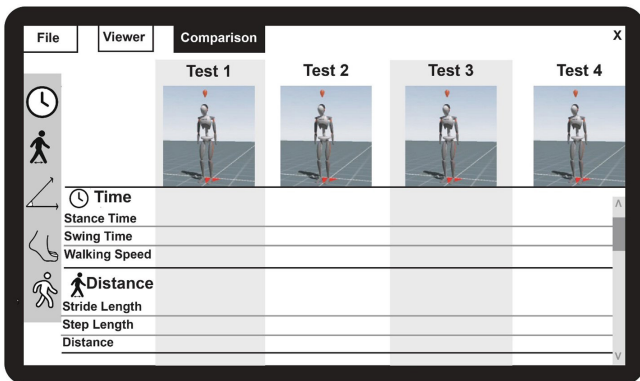 File Viewer Comparison X
Test 1 Test 2 Test 3 Test 4
Time
Stance Time
Swing Time
Walking Speed
Distance
Stride Length
Step Length
Distance